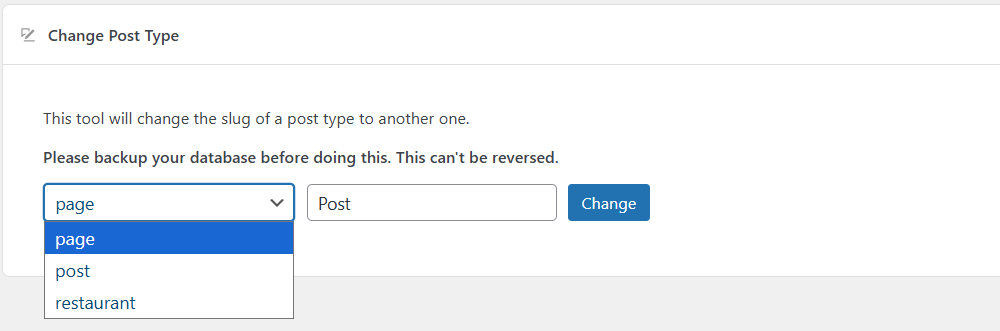 Change Post Type
This tool will change the slug of a post type to another one.
Please backup your database before doing this. This can't be reversed.
page Post Change
page
post
restaurant